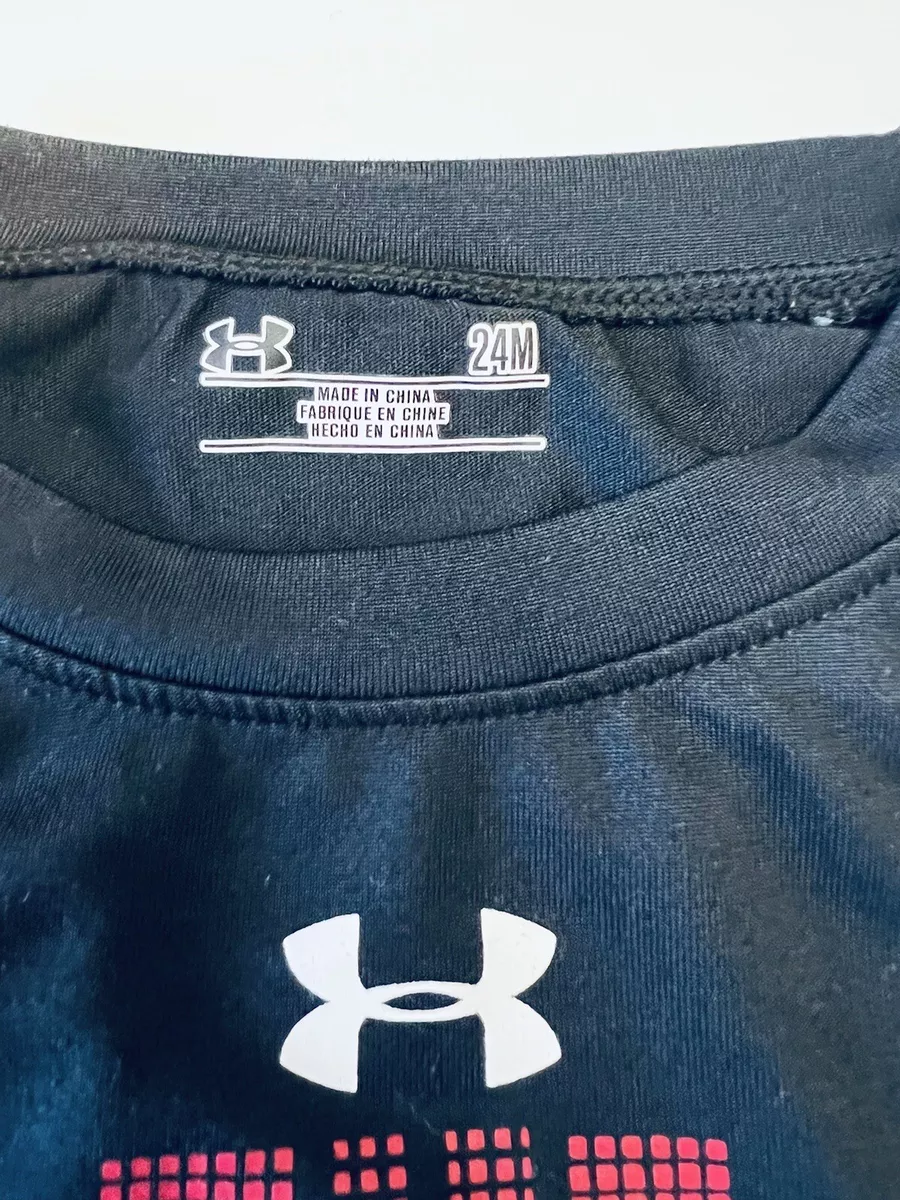 24M
MADE IN CHINA
FABRIQUE EN CHINE
HECHO EN CHINA